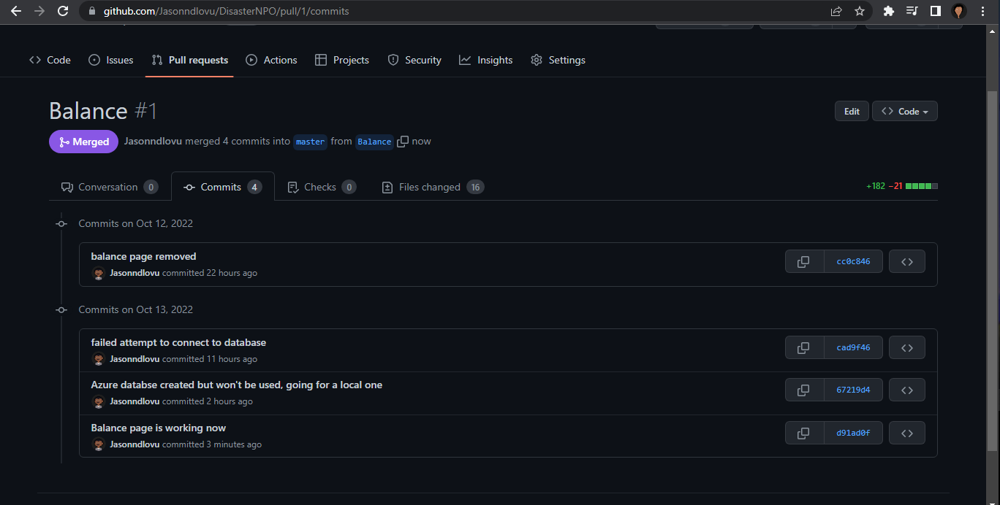 github.com/Jasonndlovu/DisasterNPO/pull/1/commits
Code Issues Pull requests Actions Projects Security Insights Settings
Balance #1
Edit Code
Merged Jasonndlovu merged 4 commits into master from Balance now
Conversation 0 Commits 4 Checks 0 Files changed 16 +182 −21
Commits on Oct 12, 2022
balance page removed
Jasonndlovu committed 22 hours ago
cc0c846
Commits on Oct 13, 2022
failed attempt to connect to database
Jasonndlovu committed 11 hours ago
cad9f46
Azure databse created but won't be used, going for a local one
Jasonndlovu committed 2 hours ago
67219d4
Balance page is working now
Jasonndlovu committed 3 minutes ago
d91ad0f